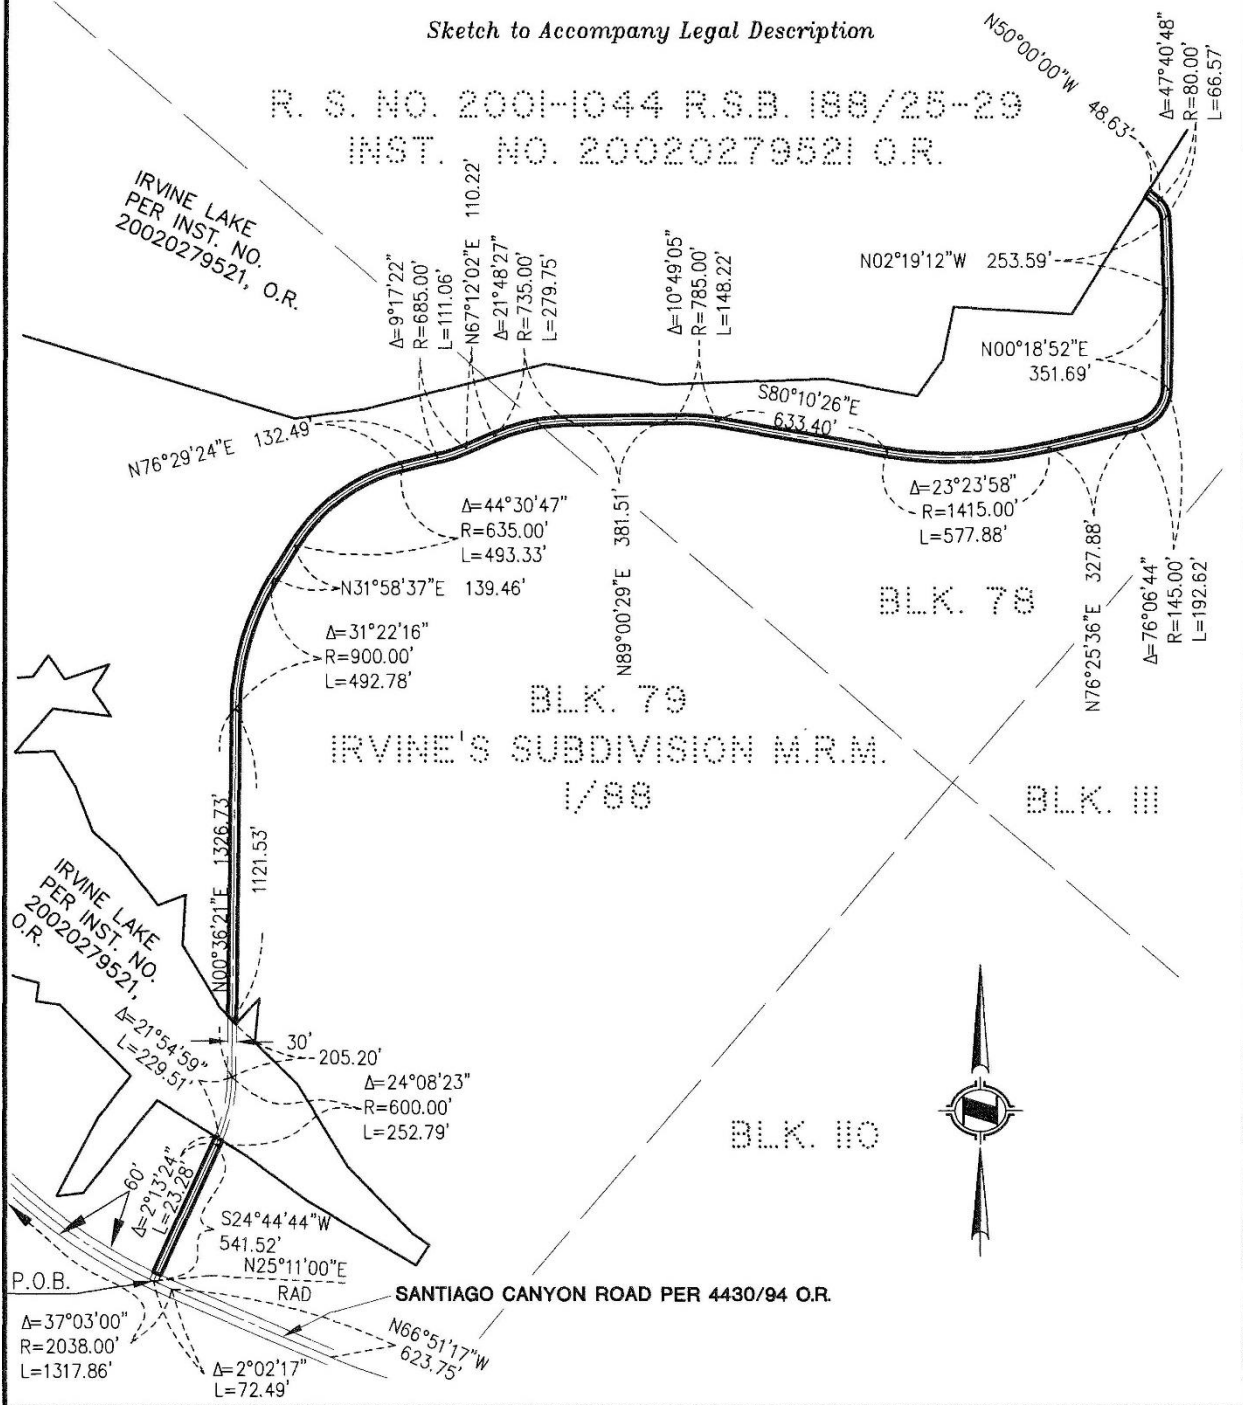 Sketch to Accompany Legal Description
R. S. NO. 2001-1044 R.S.B. 188/25-29
INST. NO. 20020279521 O.R.
N50°00'00"W 48.63'
Δ=47°40'48"
R=80.00'
L=66.57'
IRVINE LAKE
PER INST. NO.
20020279521, O.R.
Δ=9°17'22"
R=685.00'
L=111.06'
N67°12'02"E 110.22'
Δ=21°48'27"
R=735.00'
L=279.75'
Δ=10°49'05"
R=785.00'
L=148.22'
N02°19'12"W 253.59'
N00°18'52"E
351.69'
S80°10'26"E
633.40'
N76°29'24"E 132.49'
Δ=44°30'47"
R=635.00'
L=493.33'
N31°58'37"E 139.46'
Δ=31°22'16"
R=900.00'
L=492.78'
N89°00'29"E 381.51'
Δ=23°23'58"
R=1415.00'
L=577.88'
N76°25'36"E 327.88'
Δ=76°06'44"
R=145.00'
L=192.62'
BLK. 78
BLK. 79
IRVINE'S SUBDIVISION M.R.M.
1/88
BLK. 111
N00°36'21"E 1326.73'
1121.53'
IRVINE LAKE
PER INST. NO.
20020279521,
O.R.
Δ=21°54'59"
L=229.51'
30'
205.20'
Δ=24°08'23"
R=600.00'
L=252.79'
BLK. 110
N
60'
Δ=2°13'24"
L=23.28'
S24°44'44"W
541.52'
N25°11'00"E
RAD
P.O.B.
SANTIAGO CANYON ROAD PER 4430/94 O.R.
Δ=37°03'00"
R=2038.00'
L=1317.86'
Δ=2°02'17"
L=72.49'
N66°51'17"W
623.75'